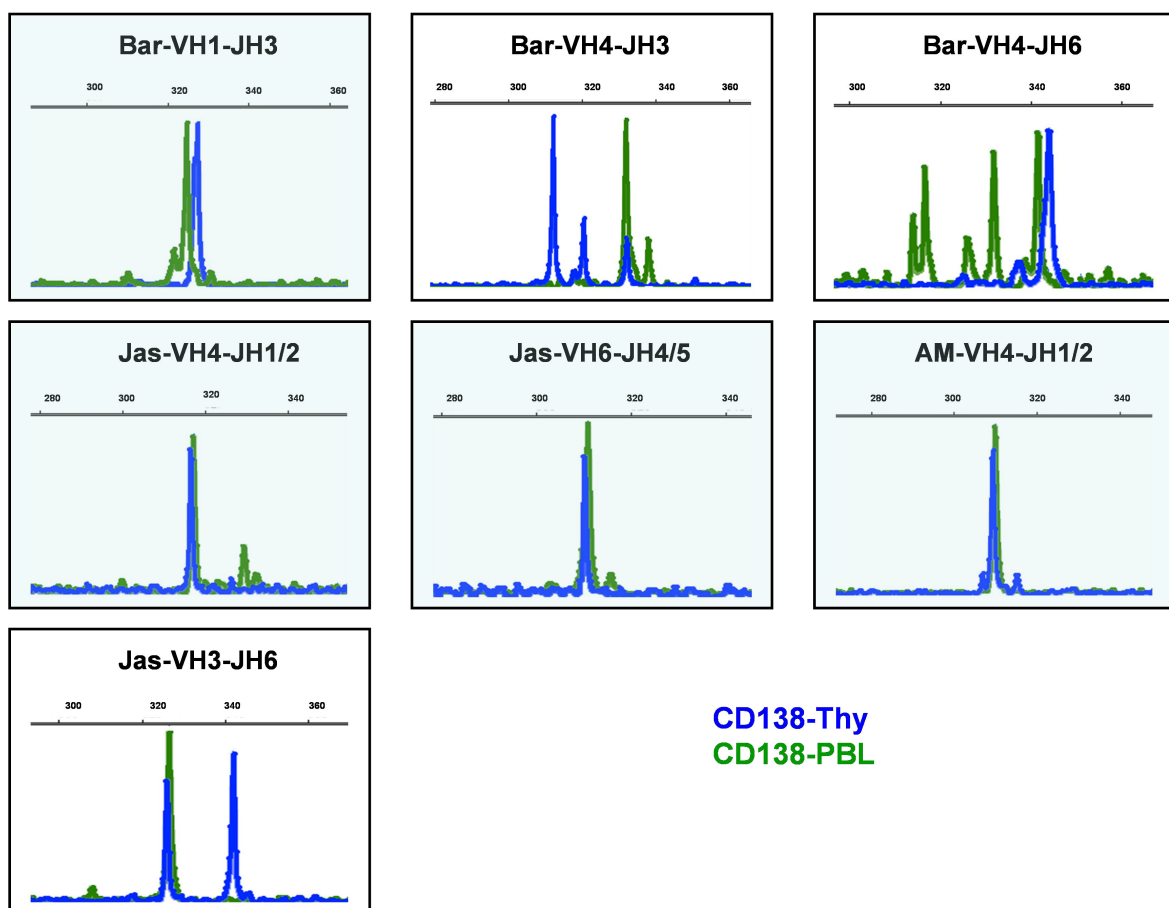 Bar-VH1-JH3
300 320 340 360
Bar-VH4-JH3
280 300 320 340 360
Bar-VH4-JH6
300 320 340 360
Jas-VH4-JH1/2
280 300 320 340
Jas-VH6-JH4/5
280 300 320 340
AM-VH4-JH1/2
280 300 320 340
Jas-VH3-JH6
300 320 340 360
CD138-Thy
CD138-PBL